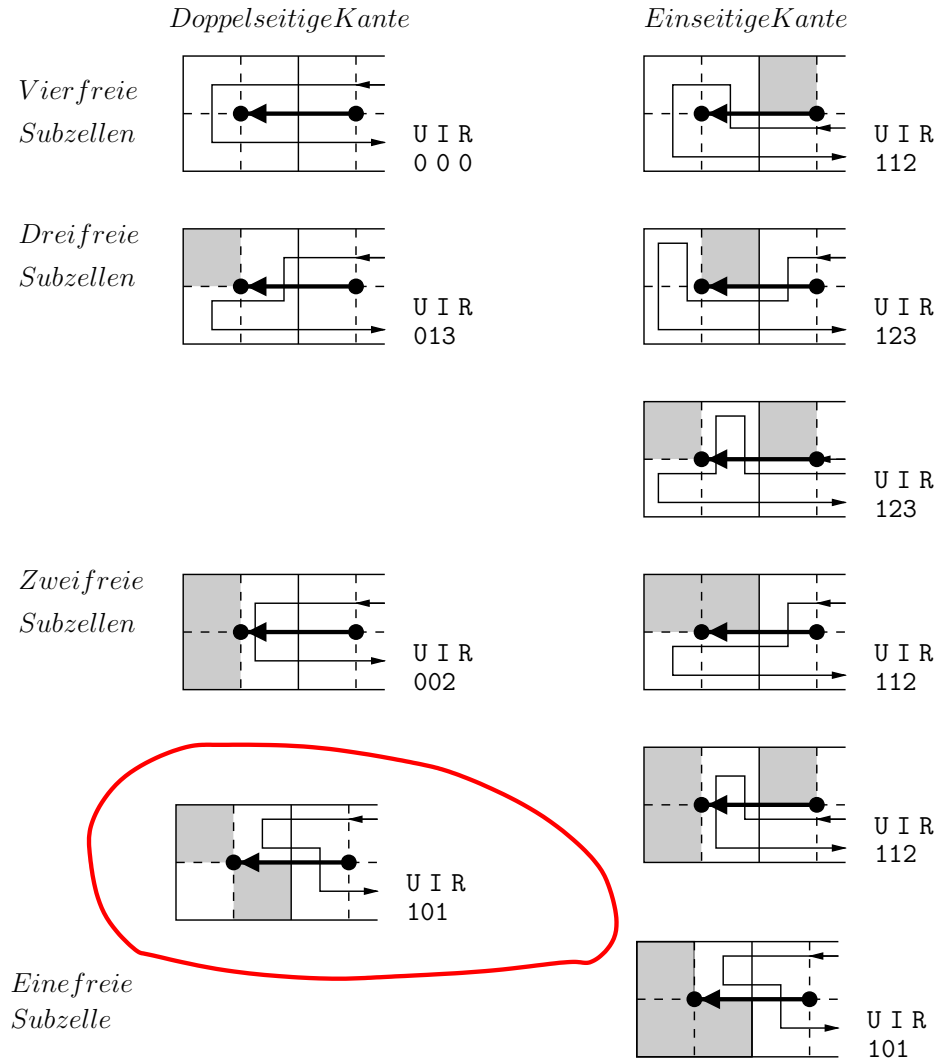 DoppelseitigeKante
EinseitigeKante
Vierfreie
Subzellen
U I R
0 0 0
U I R
112
Dreifreie
Subzellen
U I R
013
U I R
123
U I R
123
Zweifreie
Subzellen
U I R
002
U I R
112
U I R
101
U I R
112
Einefreie
Subzelle
U I R
101